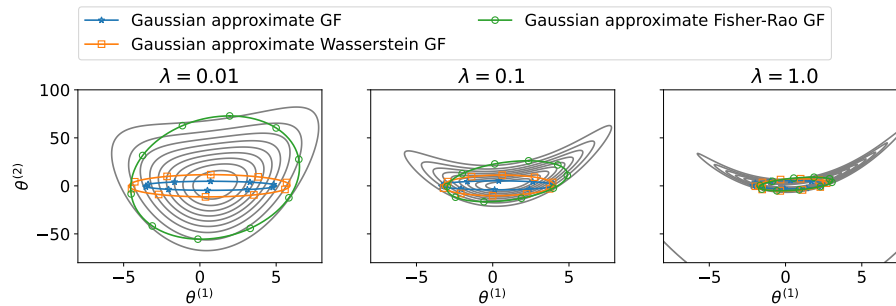 Gaussian approximate GF
Gaussian approximate Wasserstein GF
Gaussian approximate Fisher-Rao GF
λ = 0.01
λ = 0.1
λ = 1.0
100
50
0
−50
θ^(2)
−5 0 5
−5 0 5
−5 0 5
θ^(1)
θ^(1)
θ^(1)